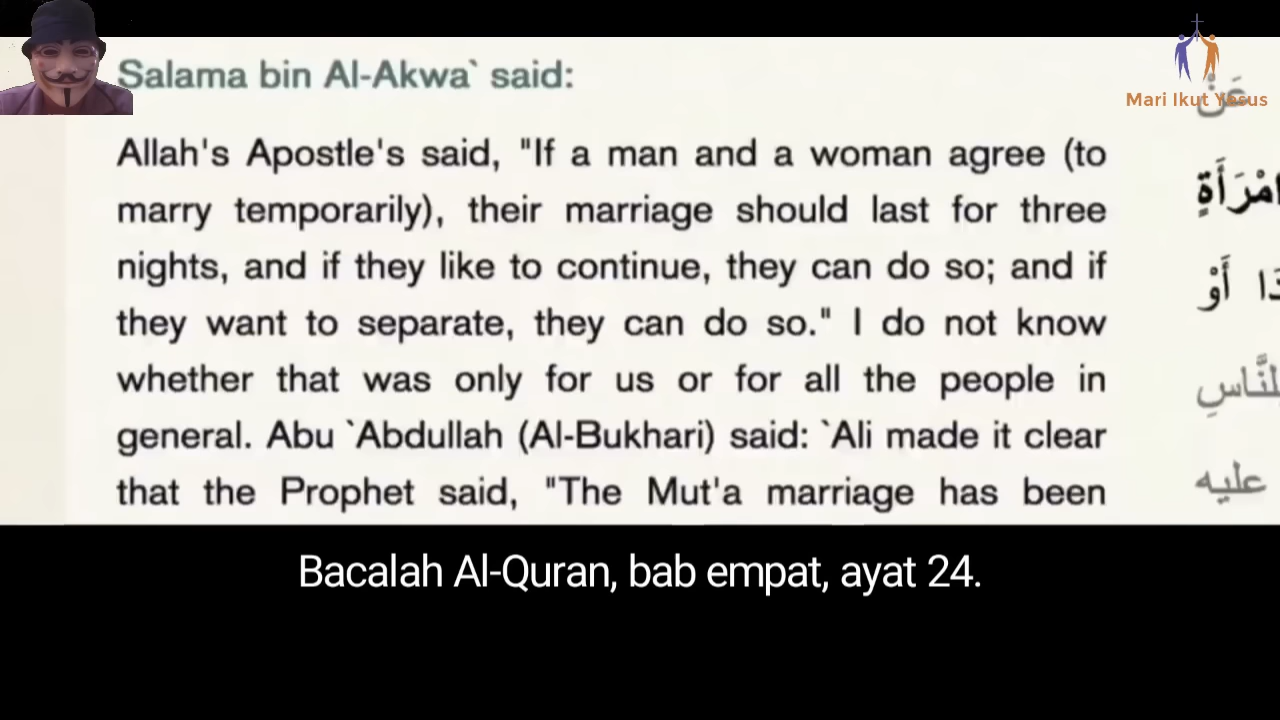 Salama bin Al-Akwa` said:
Allah's Apostle's said, "If a man and a woman agree (to
marry temporarily), their marriage should last for three
nights, and if they like to continue, they can do so; and if
they want to separate, they can do so." I do not know
whether that was only for us or for all the people in
general. Abu `Abdullah (Al-Bukhari) said: `Ali made it clear
that the Prophet said, "The Mut'a marriage has been
Mari Ikut Yesus
عَنْ
امْرَأَةٍ
أَوْ
لِلنَّاسِ
عليه
Bacalah Al-Quran, bab empat, ayat 24.